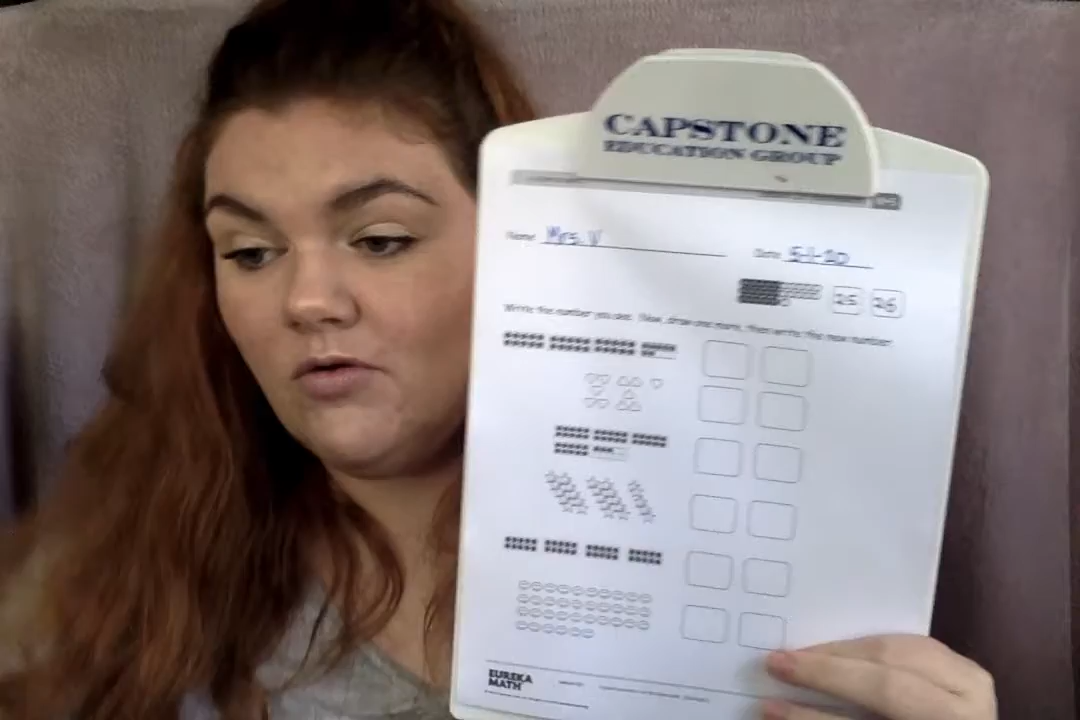 CAPSTONE
EDUCATION GROUP
Name Mrs. V
Date 5-1-20
25 26
Write the number you see. Now, draw one more, then write the new number.
EUREKA
MATH